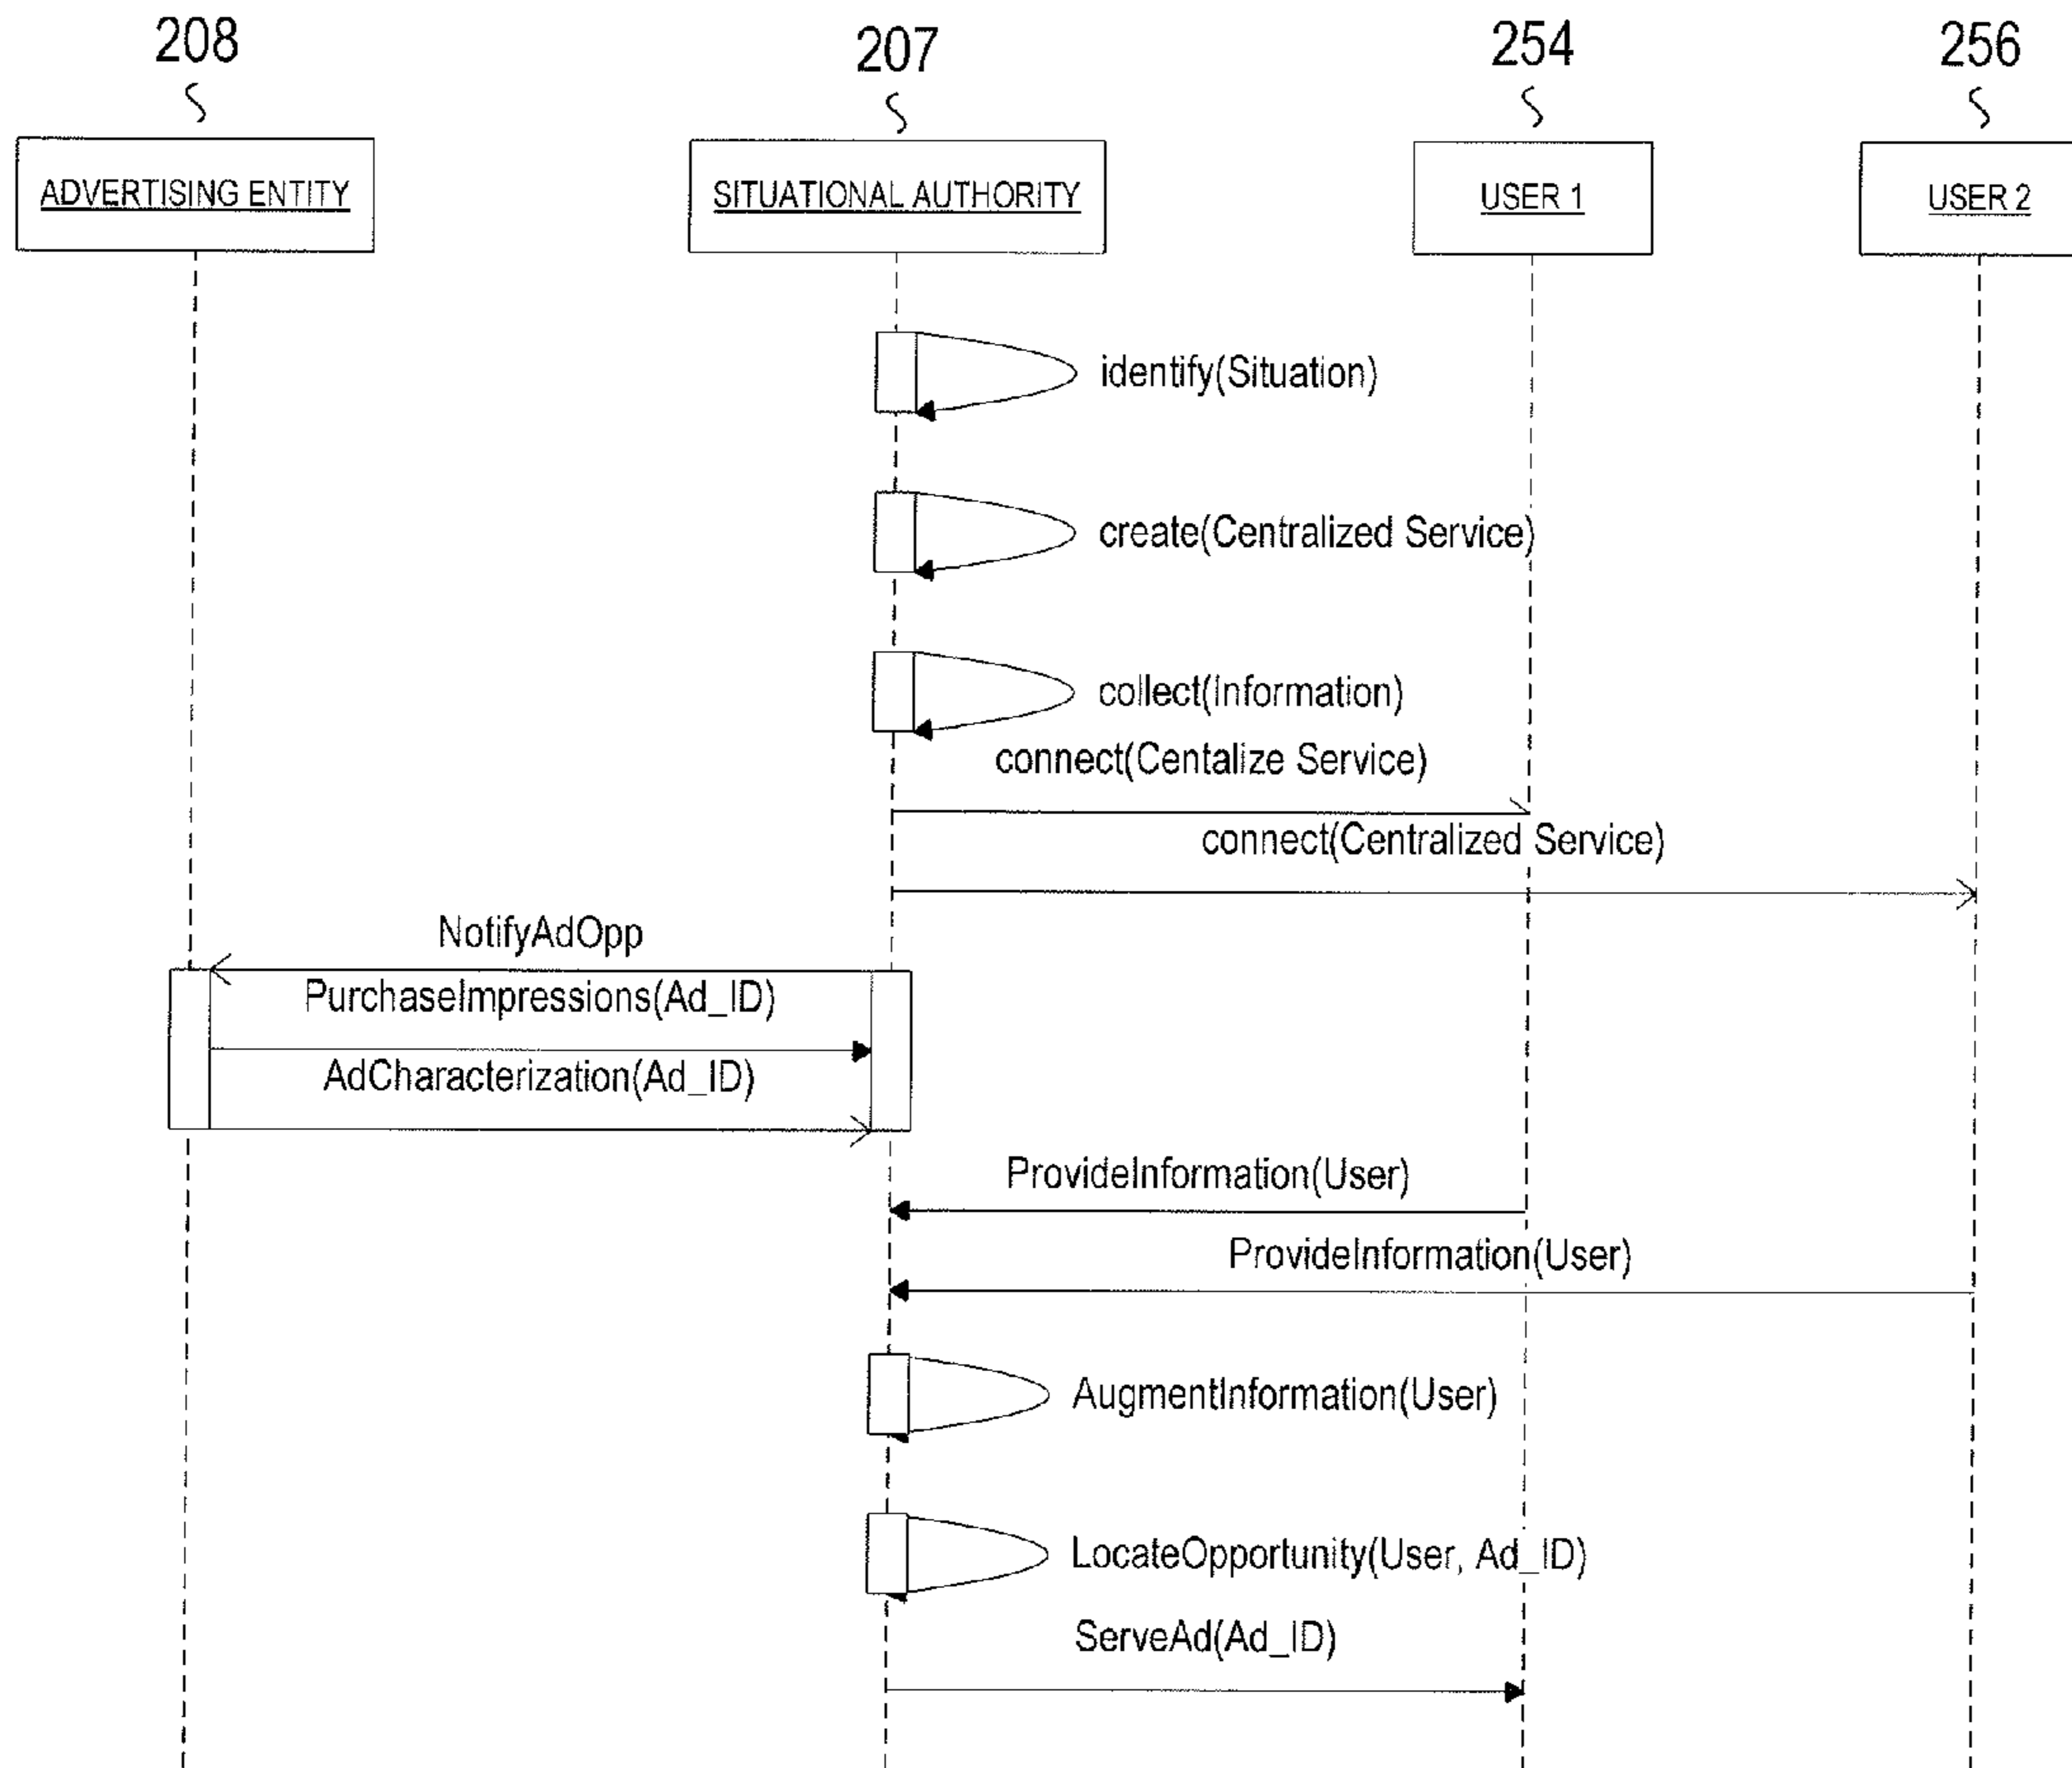 208
207
254
256
ADVERTISING ENTITY
SITUATIONAL AUTHORITY
USER 1
USER 2
identify(Situation)
create(Centralized Service)
collect(Information)
connect(Centalize Service)
connect(Centralized Service)
NotifyAdOpp
PurchaseImpressions(Ad_ID)
AdCharacterization(Ad_ID)
ProvideInformation(User)
ProvideInformation(User)
AugmentInformation(User)
LocateOpportunity(User, Ad_ID)
ServeAd(Ad_ID)